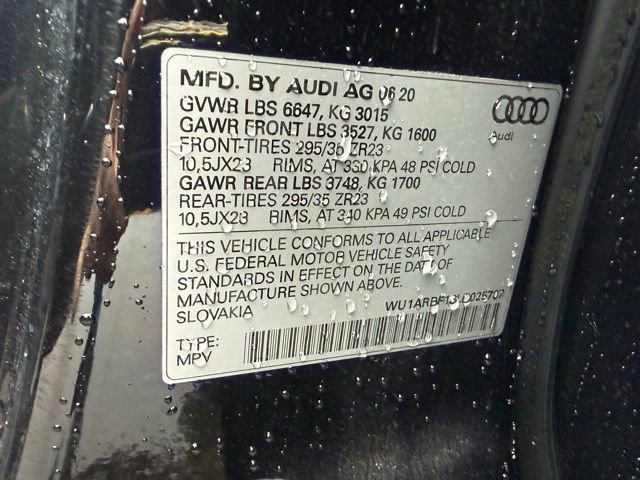 MFD. BY AUDI AG 06 20
GVWR LBS 6647, KG 3015
GAWR FRONT LBS 3527, KG 1600
FRONT-TIRES 295/35 ZR23
10,5JX23 RIMS, AT 330 KPA 48 PSI COLD
GAWR REAR LBS 3748, KG 1700
REAR-TIRES 295/35 ZR23
10,5JX23 RIMS, AT 340 KPA 49 PSI COLD
Audi
THIS VEHICLE CONFORMS TO ALL APPLICABLE
U.S. FEDERAL MOTOR VEHICLE SAFETY
STANDARDS IN EFFECT ON THE DATE OF
MANUFACTURE SHOWN ABOVE.
SLOVAKIA
TYPE:
MPV